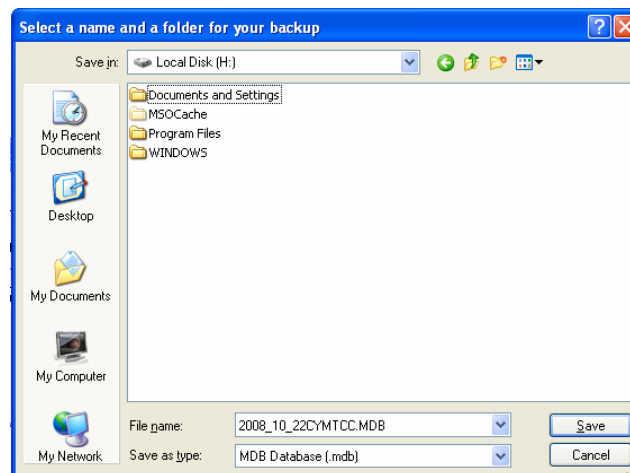 Select a name and a folder for your backup
Save in: Local Disk (H:)
Documents and Settings
MSOCache
Program Files
WINDOWS
My Recent
Documents
Desktop
My Documents
My Computer
My Network
File name: 2008_10_22CYMTCC.MDB Save
Save as type: MDB Database (.mdb) Cancel